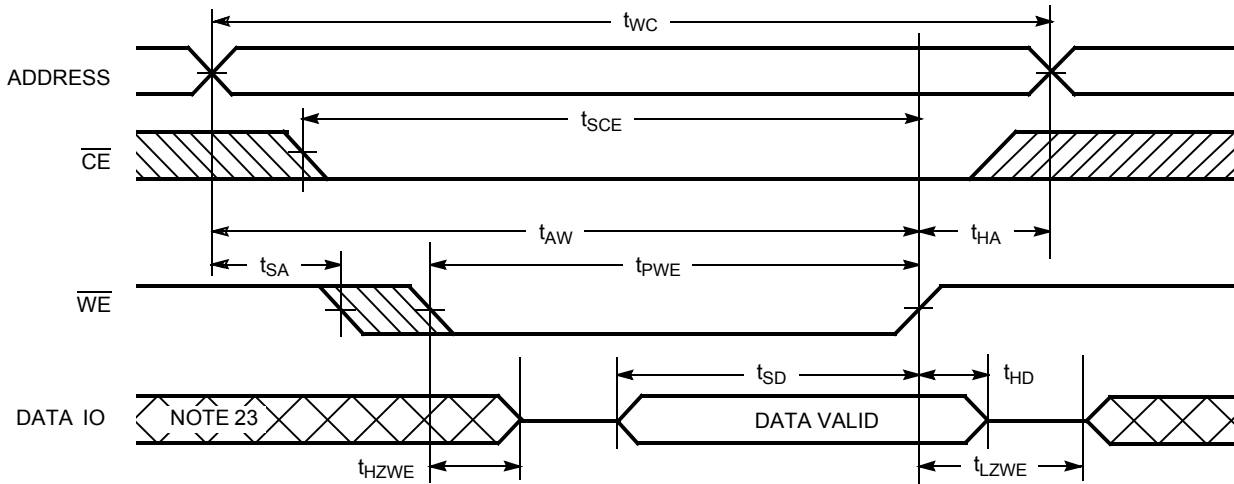 tWC
ADDRESS
tSCE
CE
tAW
tHA
tSA
tPWE
WE
tSD
tHD
DATA IO
NOTE 23
DATA VALID
tHZWE
tLZWE